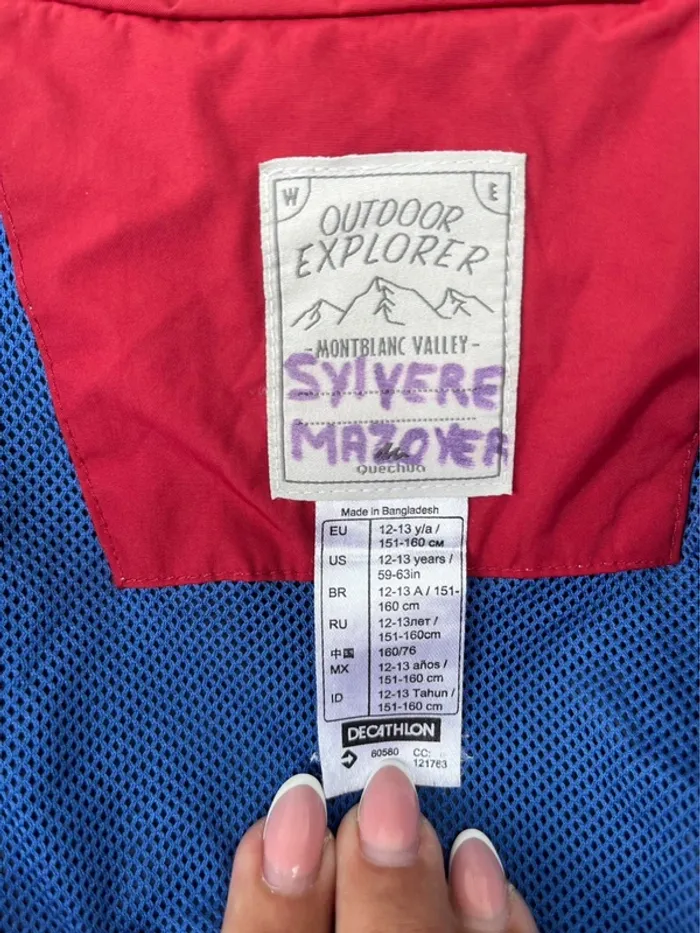 W E
OUTDOOR
EXPLORER
-MONTBLANC VALLEY-
SYLVERE
MAZOYER
Quechua
Made in Bangladesh
EU 12-13 y/a /
151-160 см
US 12-13 years /
59-63in
BR 12-13 A / 151-
160 cm
RU 12-13лет /
151-160cm
中国 160/76
MX 12-13 años /
151-160 cm
ID 12-13 Tahun /
151-160 cm
DECATHLON
80580 CC:
121763